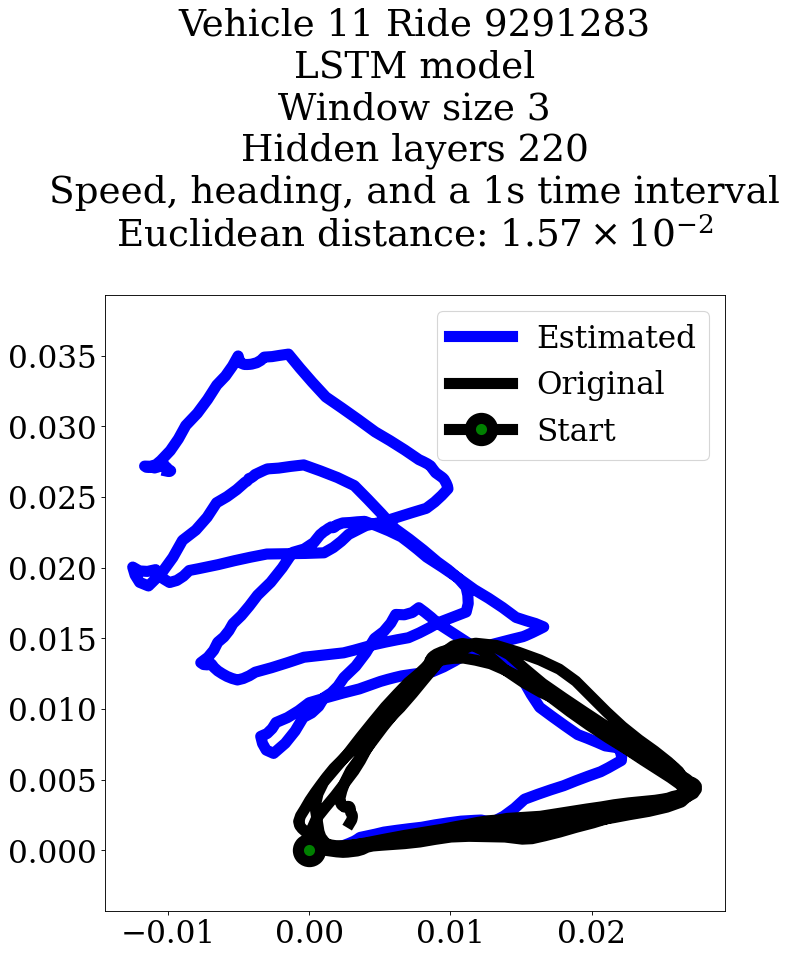 Vehicle 11 Ride 9291283
LSTM model
Window size 3
Hidden layers 220
Speed, heading, and a 1s time interval
Euclidean distance: 1.57 × 10⁻²
Estimated
Original
Start
0.035
0.030
0.025
0.020
0.015
0.010
0.005
0.000
−0.01 0.00 0.01 0.02